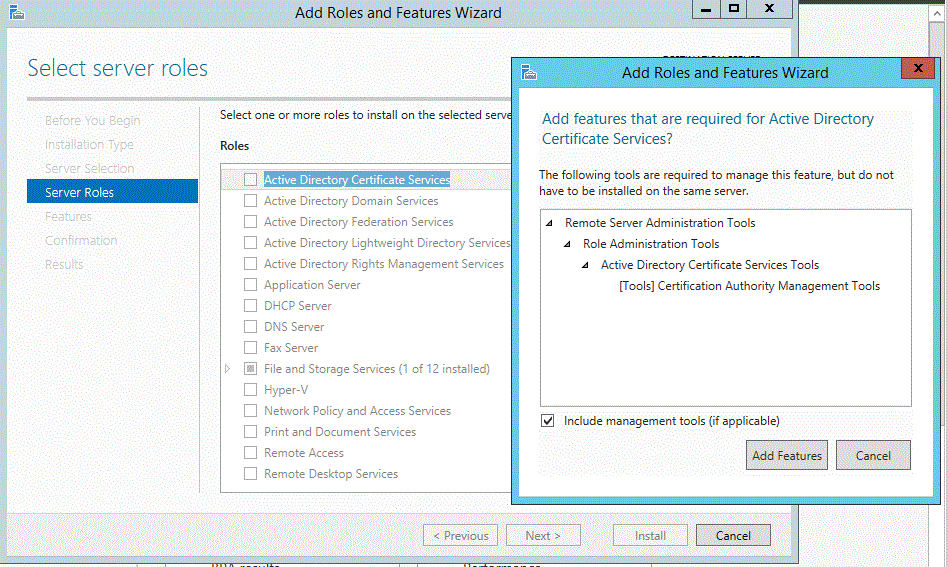 Add Roles and Features Wizard
Select server roles
Before You Begin
Installation Type
Server Selection
Server Roles
Features
Confirmation
Results
Select one or more roles to install on the selected serve
Roles
Active Directory Certificate Services
Active Directory Domain Services
Active Directory Federation Services
Active Directory Lightweight Directory Services
Active Directory Rights Management Services
Application Server
DHCP Server
DNS Server
Fax Server
File and Storage Services (1 of 12 installed)
Hyper-V
Network Policy and Access Services
Print and Document Services
Remote Access
Remote Desktop Services
< Previous
Next >
Install
Cancel
Add Roles and Features Wizard
Add features that are required for Active Directory
Certificate Services?
The following tools are required to manage this feature, but do not
have to be installed on the same server.
Remote Server Administration Tools
Role Administration Tools
Active Directory Certificate Services Tools
[Tools] Certification Authority Management Tools
Include management tools (if applicable)
Add Features
Cancel